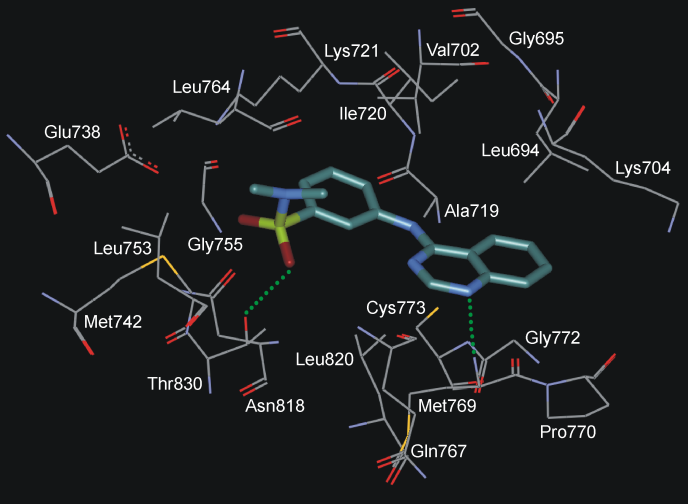 Gly695
Lys721
Val702
Leu764
Ile720
Glu738
Leu694
Lys704
Ala719
Gly755
Leu753
Cys773
Met742
Gly772
Leu820
Thr830
Asn818
Met769
Pro770
Gln767